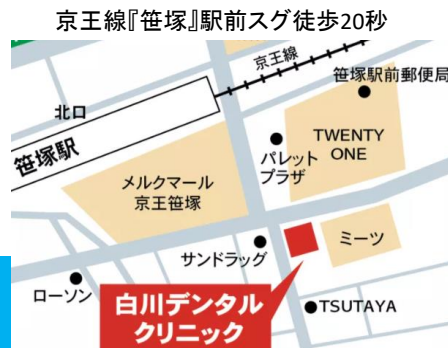 京王線『笹塚』駅前スグ徒歩20秒
京王線
笹塚駅前郵便局
北口
笹塚駅
TWENTY
ONE
パレット
プラザ
メルクマール
京王笹塚
ミーツ
サンドラッグ
ローソン
白川デンタル
クリニック
TSUTAYA